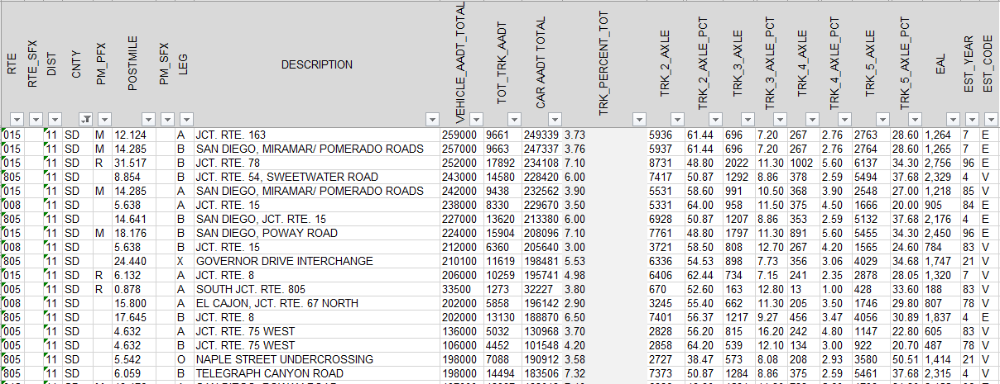 RTE RTE_SFX DIST CNTY PM_PFX POSTMILE PM_SFX LEG DESCRIPTION VEHICLE_AADT_TOTAL TOT_TRK_AADT CAR AADT TOTAL TRK_PERCENT_TOT TRK_2_AXLE TRK_2_AXLE_PCT TRK_3_AXLE TRK_3_AXLE_PCT TRK_4_AXLE TRK_4_AXLE_PCT TRK_5_AXLE TRK_5_AXLE_PCT EAL EST_YEAR EST_CODE
015 11 SD M 12.124 A JCT. RTE. 163 259000 9661 249339 3.73 5936 61.44 696 7.20 267 2.76 2763 28.60 1,264 7 E
015 11 SD M 14.285 B SAN DIEGO, MIRAMAR/ POMERADO ROADS 257000 9663 247337 3.76 5937 61.44 696 7.20 267 2.76 2764 28.60 1,265 7 E
015 11 SD R 31.517 B JCT. RTE. 78 252000 17892 234108 7.10 8731 48.80 2022 11.30 1002 5.60 6137 34.30 2,756 96 E
805 11 SD 8.854 B JCT. RTE. 54, SWEETWATER ROAD 243000 14580 228420 6.00 7417 50.87 1292 8.86 378 2.59 5494 37.68 2,329 4 V
015 11 SD M 14.285 A SAN DIEGO, MIRAMAR/ POMERADO ROADS 242000 9438 232562 3.90 5531 58.60 991 10.50 368 3.90 2548 27.00 1,218 85 V
008 11 SD 5.638 A JCT. RTE. 15 238000 8330 229670 3.50 5331 64.00 958 11.50 375 4.50 1666 20.00 905 84 E
805 11 SD 14.641 B SAN DIEGO, JCT. RTE. 15 227000 13620 213380 6.00 6928 50.87 1207 8.86 353 2.59 5132 37.68 2,176 4 E
015 11 SD M 18.176 B SAN DIEGO, POWAY ROAD 224000 15904 208096 7.10 7761 48.80 1797 11.30 891 5.60 5455 34.30 2,450 96 E
008 11 SD 5.638 B JCT. RTE. 15 212000 6360 205640 3.00 3721 58.50 808 12.70 267 4.20 1565 24.60 784 83 V
805 11 SD 24.440 X GOVERNOR DRIVE INTERCHANGE 210100 11619 198481 5.53 6336 54.53 898 7.73 356 3.06 4029 34.68 1,747 21 V
015 11 SD R 6.132 A JCT. RTE. 8 206000 10259 195741 4.98 6406 62.44 734 7.15 241 2.35 2878 28.05 1,320 7 V
005 11 SD R 0.878 A SOUTH JCT. RTE. 805 33500 1273 32227 3.80 670 52.60 163 12.80 13 1.00 428 33.60 188 83 V
008 11 SD 15.800 A EL CAJON, JCT. RTE. 67 NORTH 202000 5858 196142 2.90 3245 55.40 662 11.30 205 3.50 1746 29.80 807 78 V
805 11 SD 17.645 B JCT. RTE. 8 202000 13130 188870 6.50 7401 56.37 1217 9.27 456 3.47 4056 30.89 1,837 4 E
005 11 SD 4.632 A JCT. RTE. 75 WEST 136000 5032 130968 3.70 2828 56.20 815 16.20 242 4.80 1147 22.80 605 83 V
005 11 SD 4.632 B JCT. RTE. 75 WEST 106000 4452 101548 4.20 2858 64.20 539 12.10 134 3.00 922 20.70 487 78 V
805 11 SD 5.542 O NAPLE STREET UNDERCROSSING 198000 7088 190912 3.58 2727 38.47 573 8.08 208 2.93 3580 50.51 1,414 21 V
805 11 SD 6.059 B TELEGRAPH CANYON ROAD 198000 14494 183506 7.32 7373 50.87 1284 8.86 375 2.59 5461 37.68 2,315 4 V